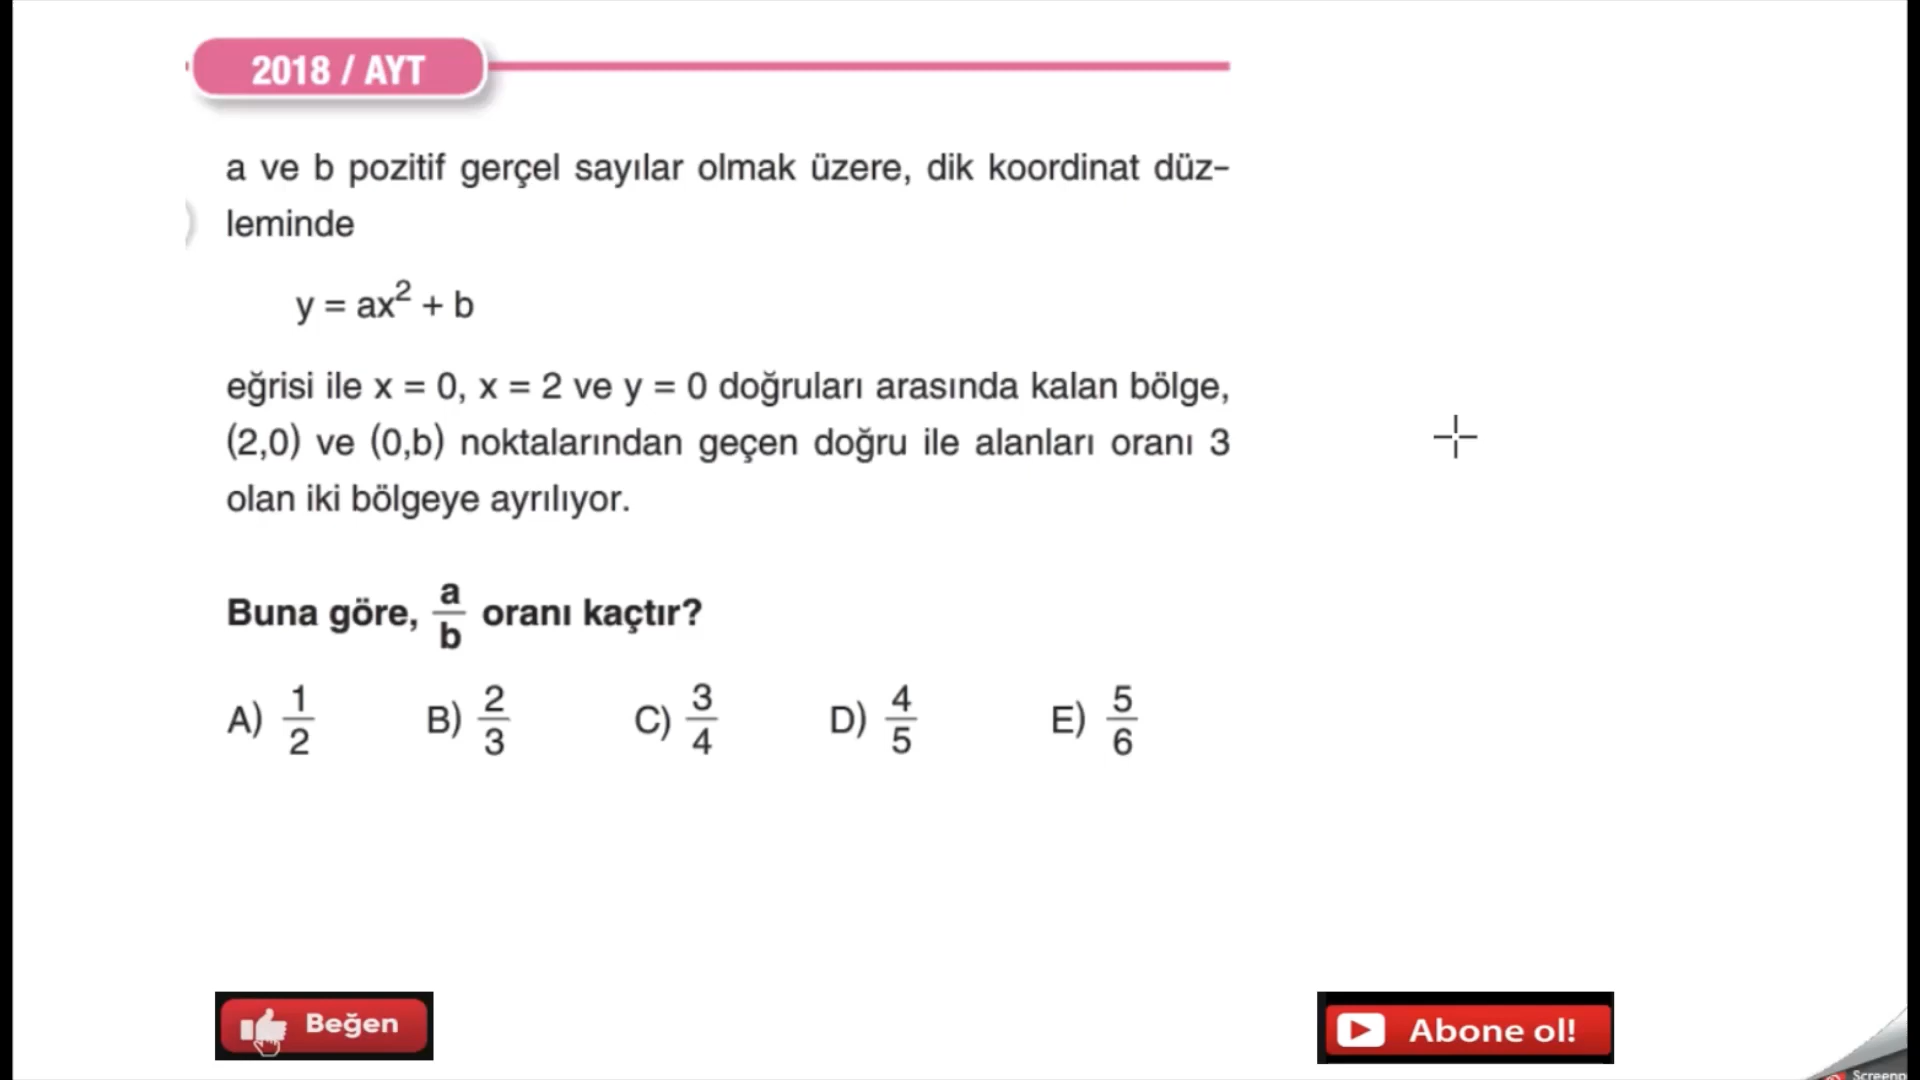 2018 / AYT
a ve b pozitif gerçel sayılar olmak üzere, dik koordinat düz-
leminde
y = ax² + b
eğrisi ile x = 0, x = 2 ve y = 0 doğruları arasında kalan bölge,
(2,0) ve (0,b) noktalarından geçen doğru ile alanları oranı 3
olan iki bölgeye ayrılıyor.
Buna göre, a/b oranı kaçtır?
A) 1/2 B) 2/3 C) 3/4 D) 4/5 E) 5/6
Beğen
Abone ol!